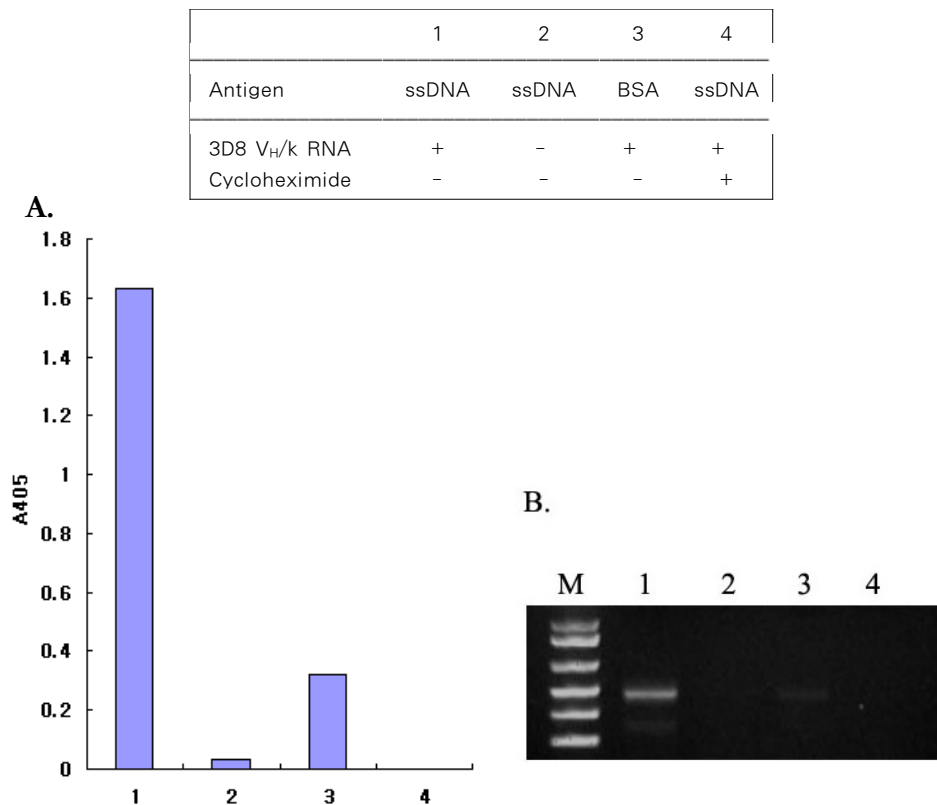 1 2 3 4
Antigen ssDNA ssDNA BSA ssDNA
3D8 VH/k RNA + - + +
Cycloheximide - - - +
A.
1.8
1.6
1.4
1.2
1
0.8
0.6
0.4
0.2
0
A405
1 2 3 4
B.
M 1 2 3 4